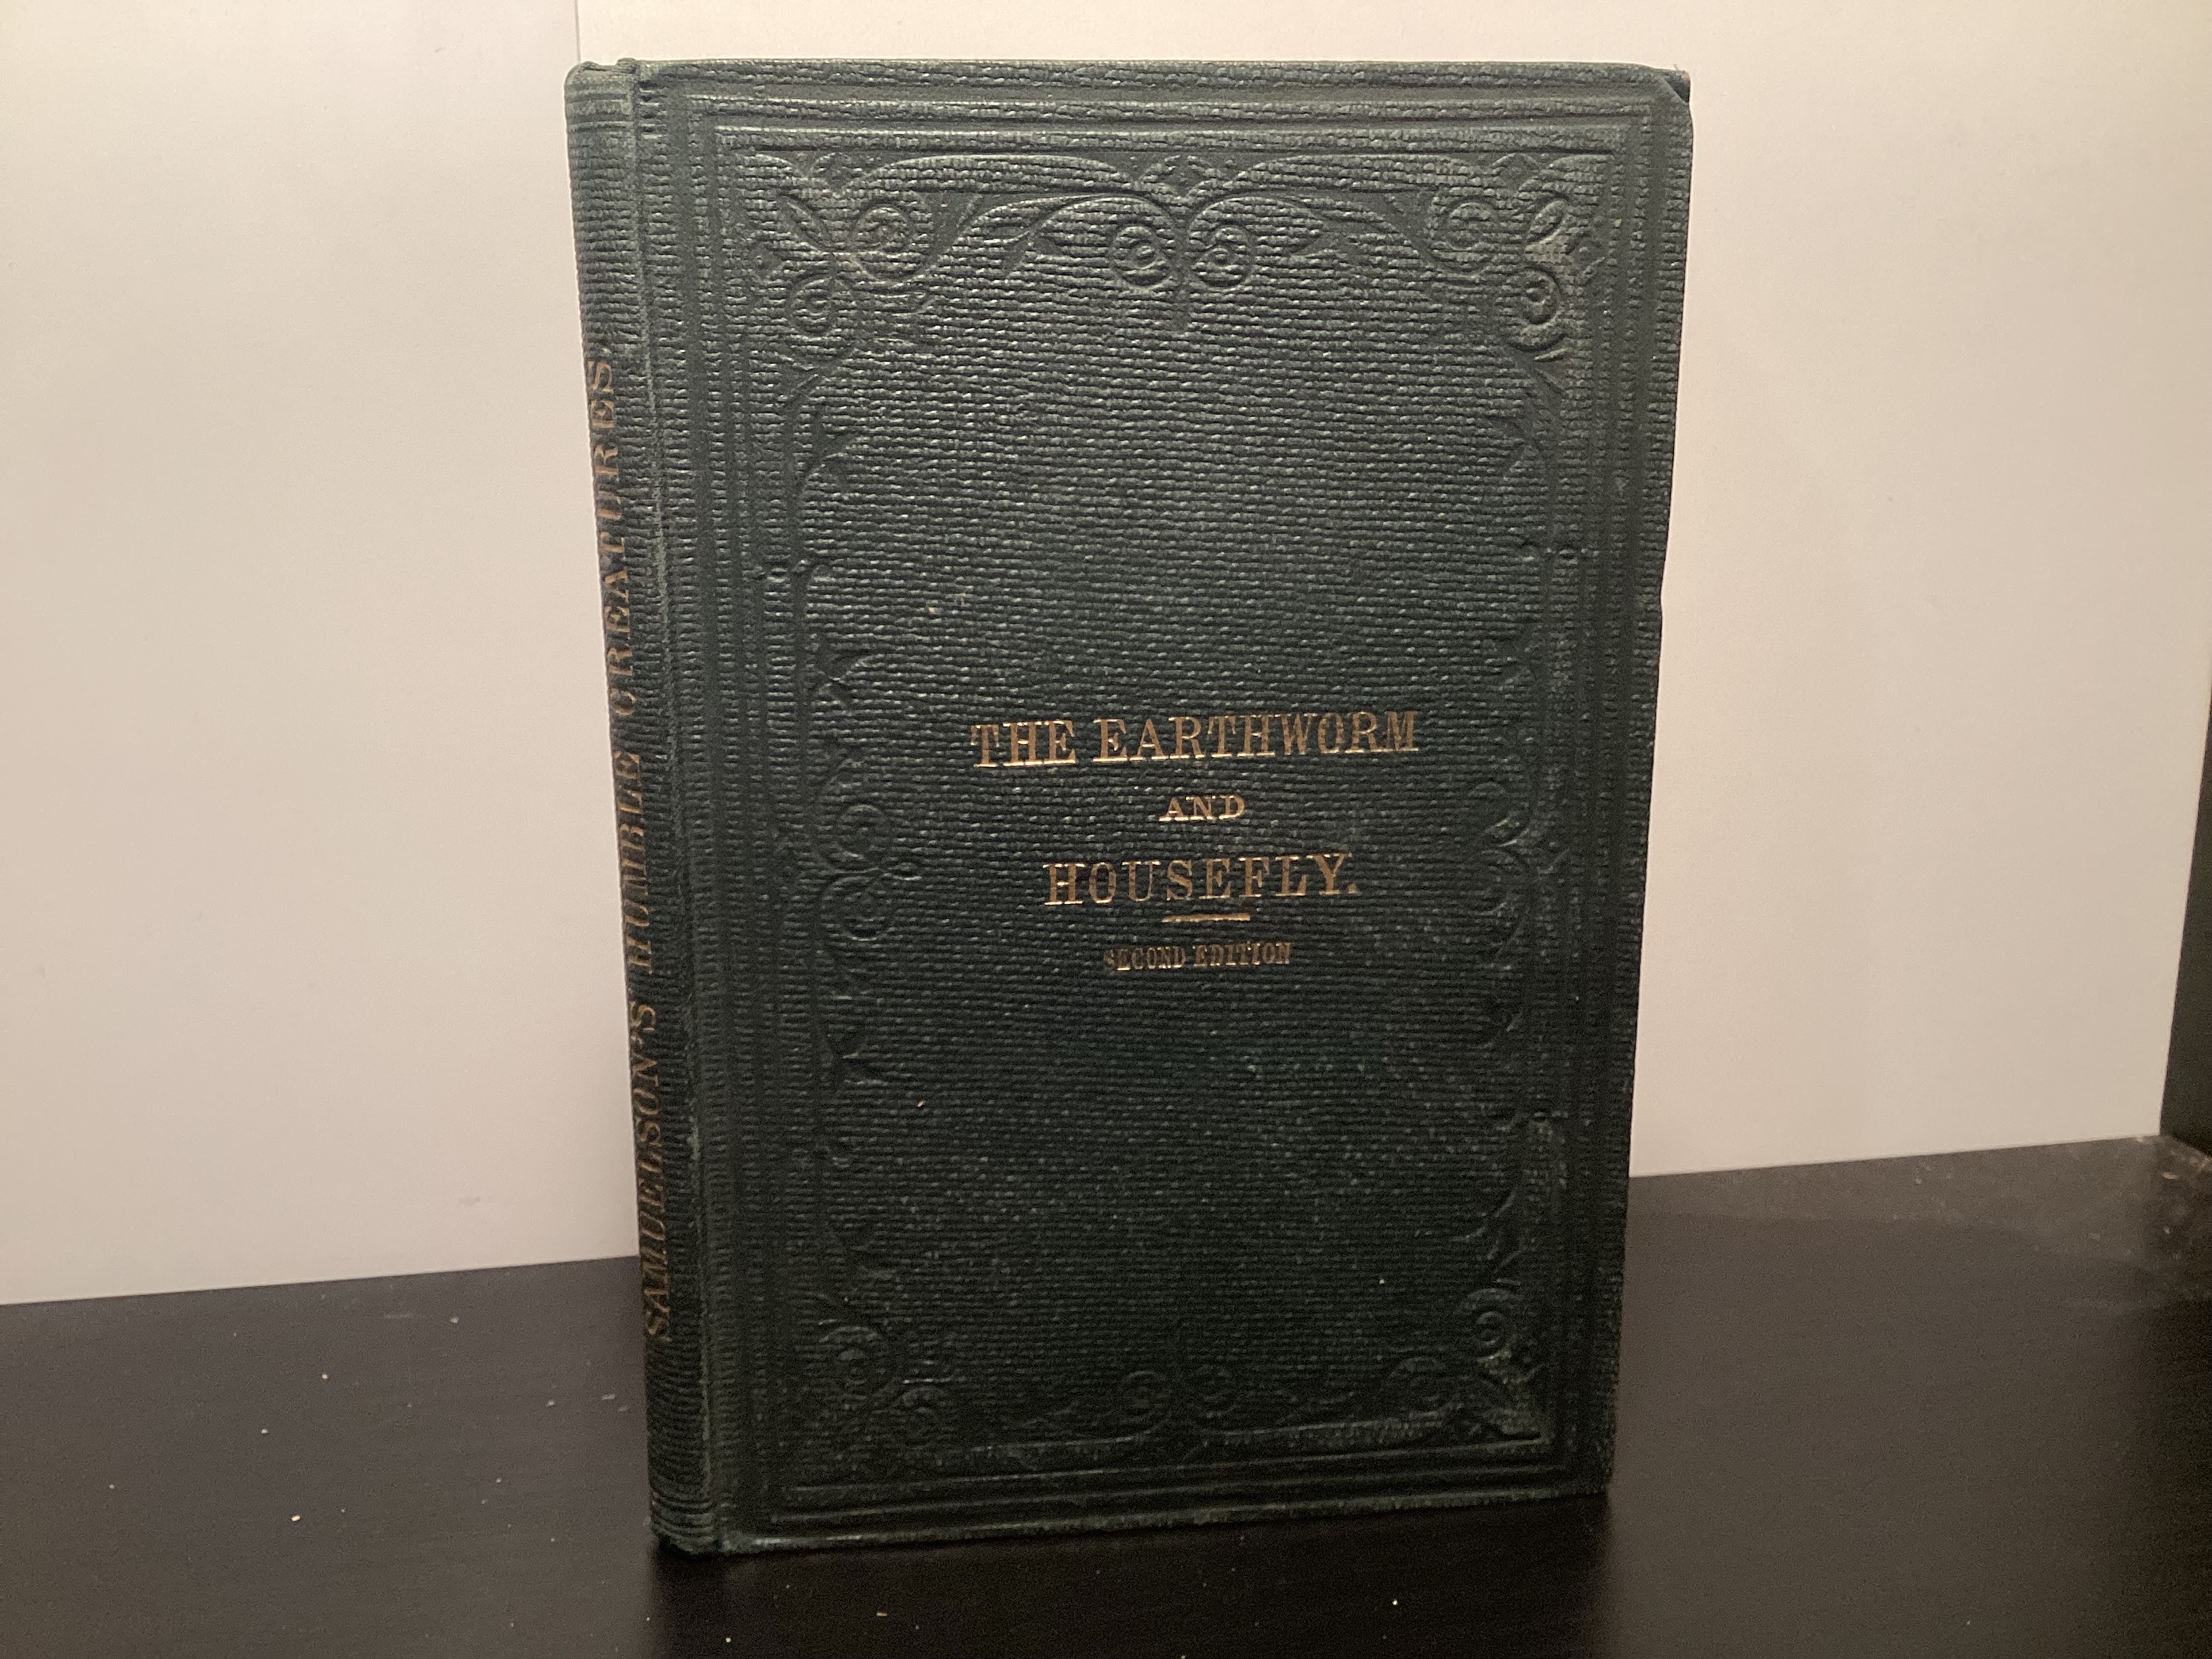 SAMUELSON'S HUMBLE CREATURES
THE EARTHWORM
AND
HOUSEFLY.
SECOND EDITION